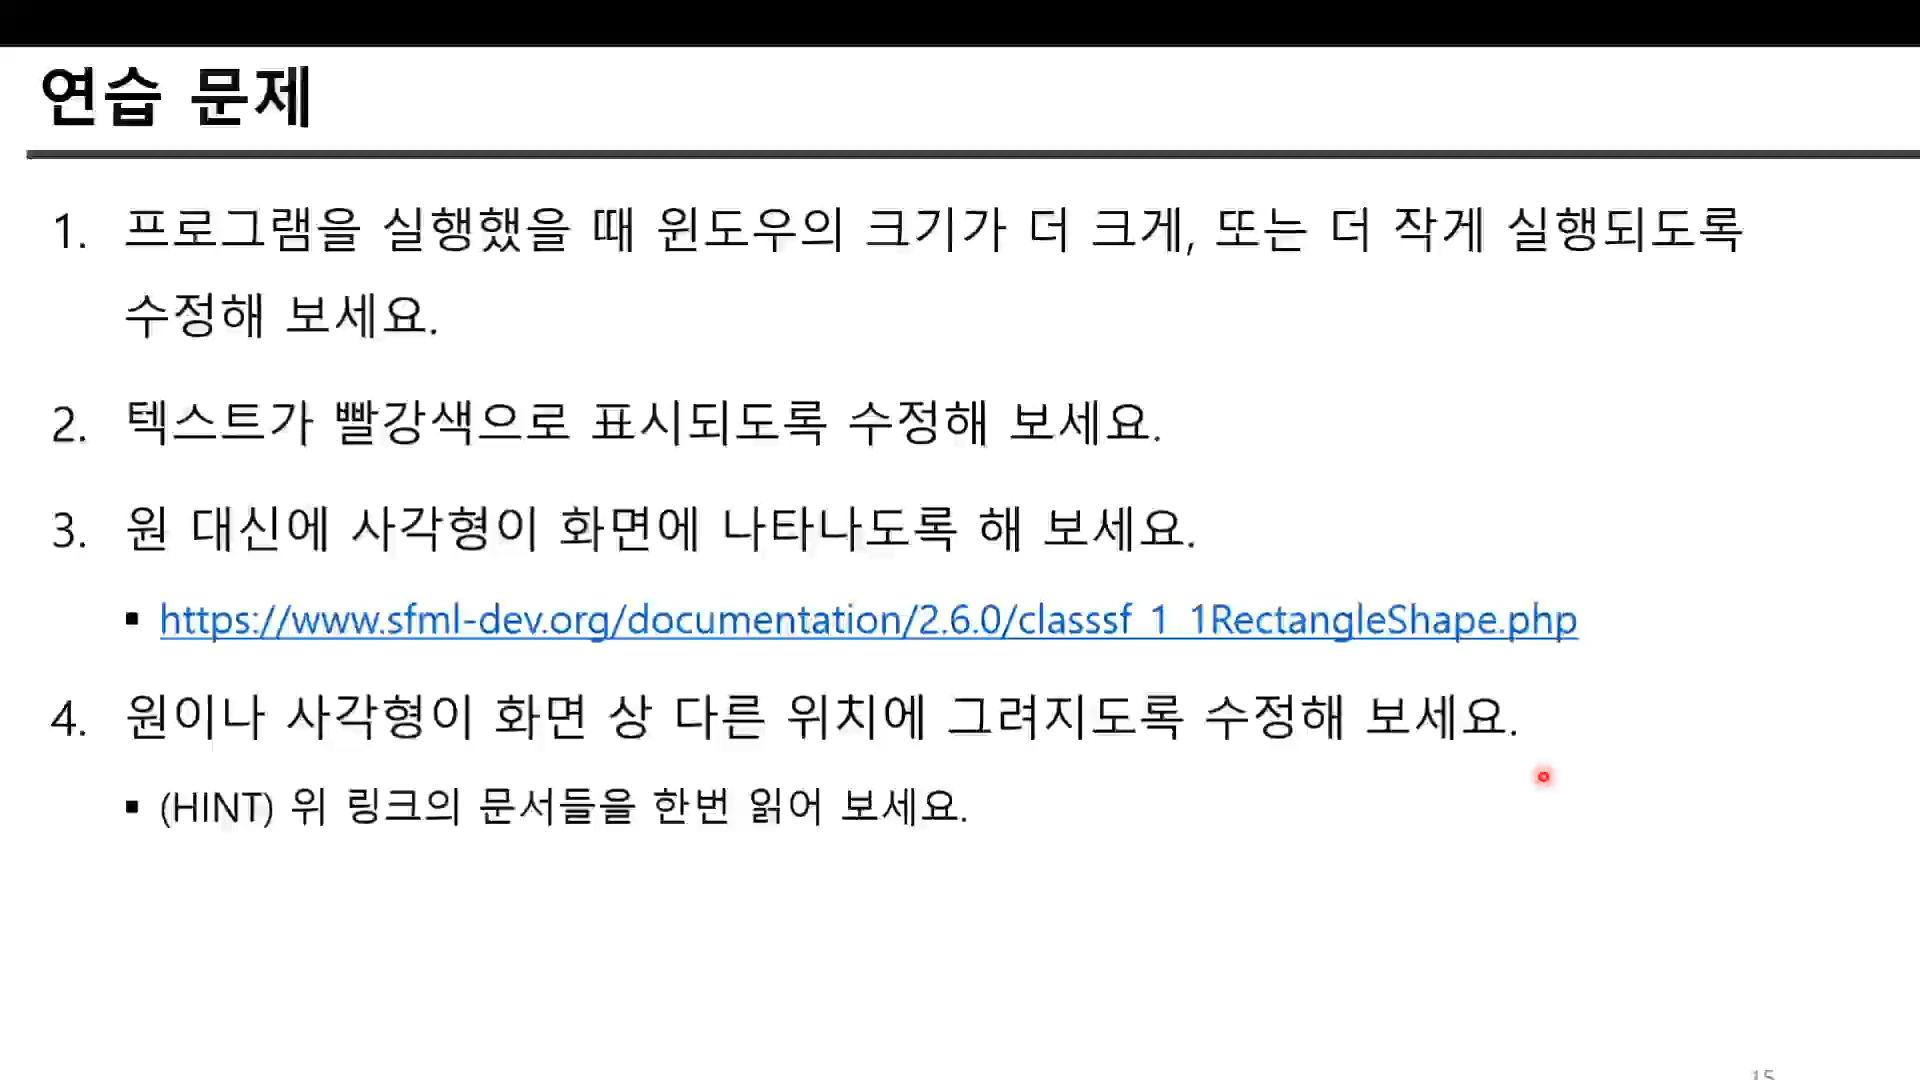 연습 문제
1. 프로그램을 실행했을 때 윈도우의 크기가 더 크게, 또는 더 작게 실행되도록
수정해 보세요.
2. 텍스트가 빨강색으로 표시되도록 수정해 보세요.
3. 원 대신에 사각형이 화면에 나타나도록 해 보세요.
▪ https://www.sfml-dev.org/documentation/2.6.0/classsf_1_1RectangleShape.php
4. 원이나 사각형이 화면 상 다른 위치에 그려지도록 수정해 보세요.
▪ (HINT) 위 링크의 문서들을 한번 읽어 보세요.
15